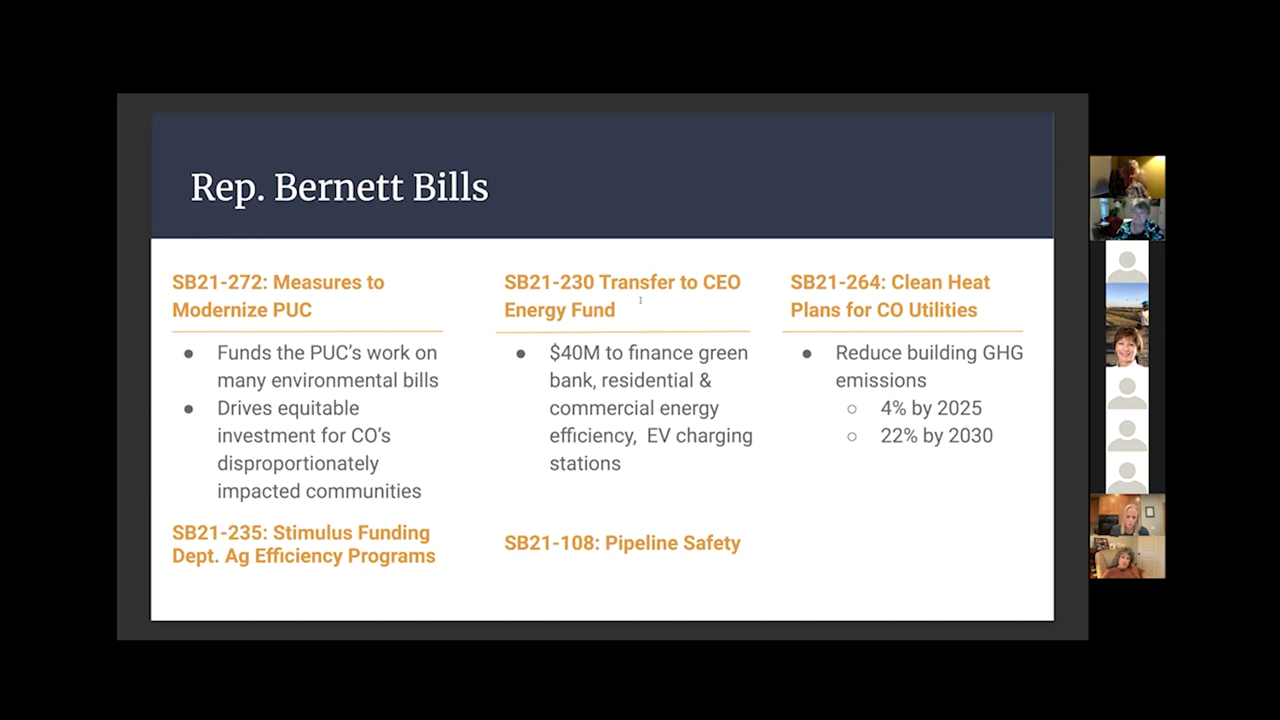 Rep. Bernett Bills
SB21-272: Measures to
Modernize PUC
● Funds the PUC's work on
many environmental bills
● Drives equitable
investment for CO's
disproportionately
impacted communities
SB21-235: Stimulus Funding
Dept. Ag Efficiency Programs
SB21-230 Transfer to CEO
Energy Fund
● $40M to finance green
bank, residential &
commercial energy
efficiency,  EV charging
stations
SB21-108: Pipeline Safety
SB21-264: Clean Heat
Plans for CO Utilities
● Reduce building GHG
emissions
○ 4% by 2025
○ 22% by 2030